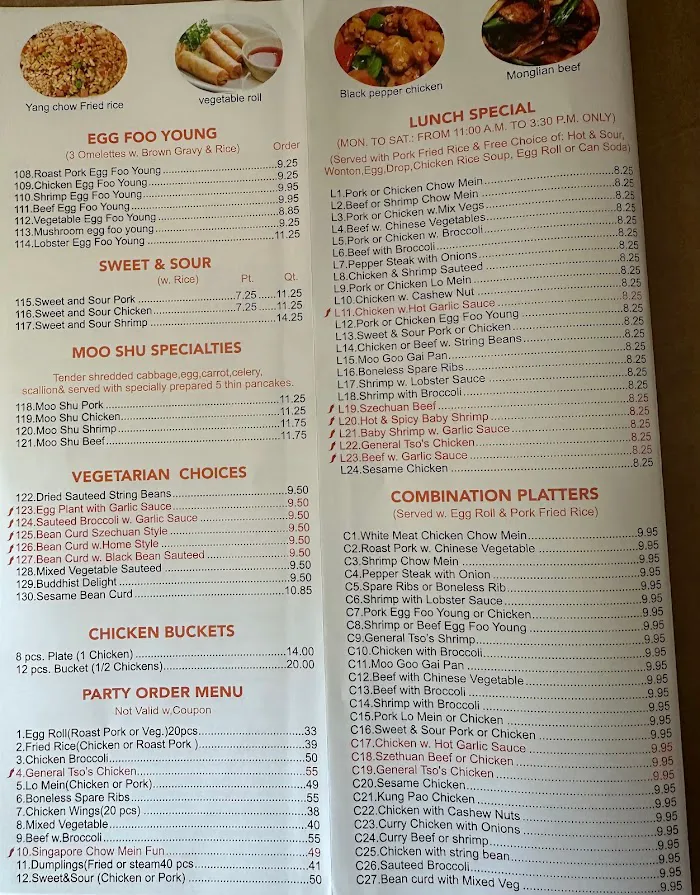 Yang chow Fried rice
vegetable roll
EGG FOO YOUNG
(3 Omelettes w. Brown Gravy & Rice) Order
108.Roast Pork Egg Foo Young 9.25
109.Chicken Egg Foo Young 9.25
110.Shrimp Egg Foo Young 9.95
111.Beef Egg Foo Young 9.95
112.Vegetable Egg Foo Young 8.85
113.Mushroom egg foo young 9.25
114.Lobster Egg Foo Young 11.25
SWEET & SOUR
(w. Rice) Pt. Qt.
115.Sweet and Sour Pork 7.25 11.25
116.Sweet and Sour Chicken 7.25 11.25
117.Sweet and Sour Shrimp 14.25
MOO SHU SPECIALTIES
Tender shredded cabbage,egg,carrot,celery,
scallion& served with specially prepared 5 thin pancakes.
118.Moo Shu Pork 11.25
119.Moo Shu Chicken 11.25
120.Moo Shu Shrimp 11.75
121.Moo Shu Beef 11.75
VEGETARIAN CHOICES
122.Dried Sauteed String Beans 9.50
123.Egg Plant with Garlic Sauce 9.50
124.Sauteed Broccoli w. Garlic Sauce 9.50
125.Bean Curd Szechuan Style 9.50
126.Bean Curd w.Home Style 9.50
127.Bean Curd w. Black Bean Sauteed 9.50
128.Mixed Vegetable Sauteed 9.50
129.Buddhist Delight 9.50
130.Sesame Bean Curd 10.85
CHICKEN BUCKETS
8 pcs. Plate (1 Chicken) 14.00
12 pcs. Bucket (1/2 Chickens) 20.00
PARTY ORDER MENU
Not Valid w,Coupon
1.Egg Roll(Roast Pork or Veg.)20pcs 33
2.Fried Rice(Chicken or Roast Pork ) 39
3.Chicken Broccoli 50
4.General Tso's Chicken 55
5.Lo Mein(Chicken or Pork) 49
6.Boneless Spare Ribs 55
7.Chicken Wings(20 pcs) 38
8.Mixed Vegetable 40
9.Beef w.Broccoli 55
10.Singapore Chow Mein Fun 49
11.Dumplings(Fried or steam40 pcs 41
12.Sweet&Sour (Chicken or Pork) 50
Black pepper chicken
Monglian beef
LUNCH SPECIAL
(MON. TO SAT.: FROM 11:00 A.M. TO 3:30 P.M. ONLY)
(Served with Pork Fried Rice & Free Choice of; Hot & Sour,
Wonton,Egg,Drop,Chicken Rice Soup, Egg Roll or Can Soda)
L1.Pork or Chicken Chow Mein 8.25
L2.Beef or Shrimp Chow Mein 8.25
L3.Pork or Chicken w.Mix Vegs 8.25
L4.Beef w. Chinese Vegetables 8.25
L5.Pork or Chicken w. Broccoli 8.25
L6.Beef with Broccoli 8.25
L7.Pepper Steak with Onions 8.25
L8.Chicken & Shrimp Sauteed 8.25
L9.Pork or Chicken Lo Mein 8.25
L10.Chicken w. Cashew Nut 8.25
L11.Chicken w.Hot Garlic Sauce 8.25
L12.Pork or Chicken Egg Foo Young 8.25
L13.Sweet & Sour Pork or Chicken 8.25
L14.Chicken or Beef w. String Beans 8.25
L15.Moo Goo Gai Pan 8.25
L16.Boneless Spare Ribs 8.25
L17.Shrimp w. Lobster Sauce 8.25
L18.Shrimp with Broccoli 8.25
L19.Szechuan Beef 8.25
L20.Hot & Spicy Baby Shrimp 8.25
L21.Baby Shrimp w. Garlic Sauce 8.25
L22.General Tso's Chicken 8.25
L23.Beef w. Garlic Sauce 8.25
L24.Sesame Chicken 8.25
COMBINATION PLATTERS
(Served w. Egg Roll & Pork Fried Rice)
C1.White Meat Chicken Chow Mein 9.95
C2.Roast Pork w. Chinese Vegetable 9.95
C3.Shrimp Chow Mein 9.95
C4.Pepper Steak with Onion 9.95
C5.Spare Ribs or Boneless Rib 9.95
C6.Shrimp with Lobster Sauce 9.95
C7.Pork Egg Foo Young or Chicken 9.95
C8.Shrimp or Beef Egg Foo Young 9.95
C9.General Tso's Shrimp 9.95
C10.Chicken with Broccoli 9.95
C11.Moo Goo Gai Pan 9.95
C12.Beef with Chinese Vegetable 9.95
C13.Beef with Broccoli 9.95
C14.Shrimp with Broccoli 9.95
C15.Pork Lo Mein or Chicken 9.95
C16.Sweet & Sour Pork or Chicken 9.95
C17.Chicken w. Hot Garlic Sauce 9.95
C18.Szethuan Beef or Chicken 9.95
C19.General Tso's Chicken 9.95
C20.Sesame Chicken 9.95
C21.Kung Pao Chicken 9.95
C22.Chicken with Cashew Nuts 9.95
C23.Curry Chicken with Onions 9.95
C24.Curry Beef or shrimp 9.95
C25.Chicken with string bean 9.95
C26.Sauteed Broccoli 9.95
C27.Bean curd with Mixed Veg 9.95